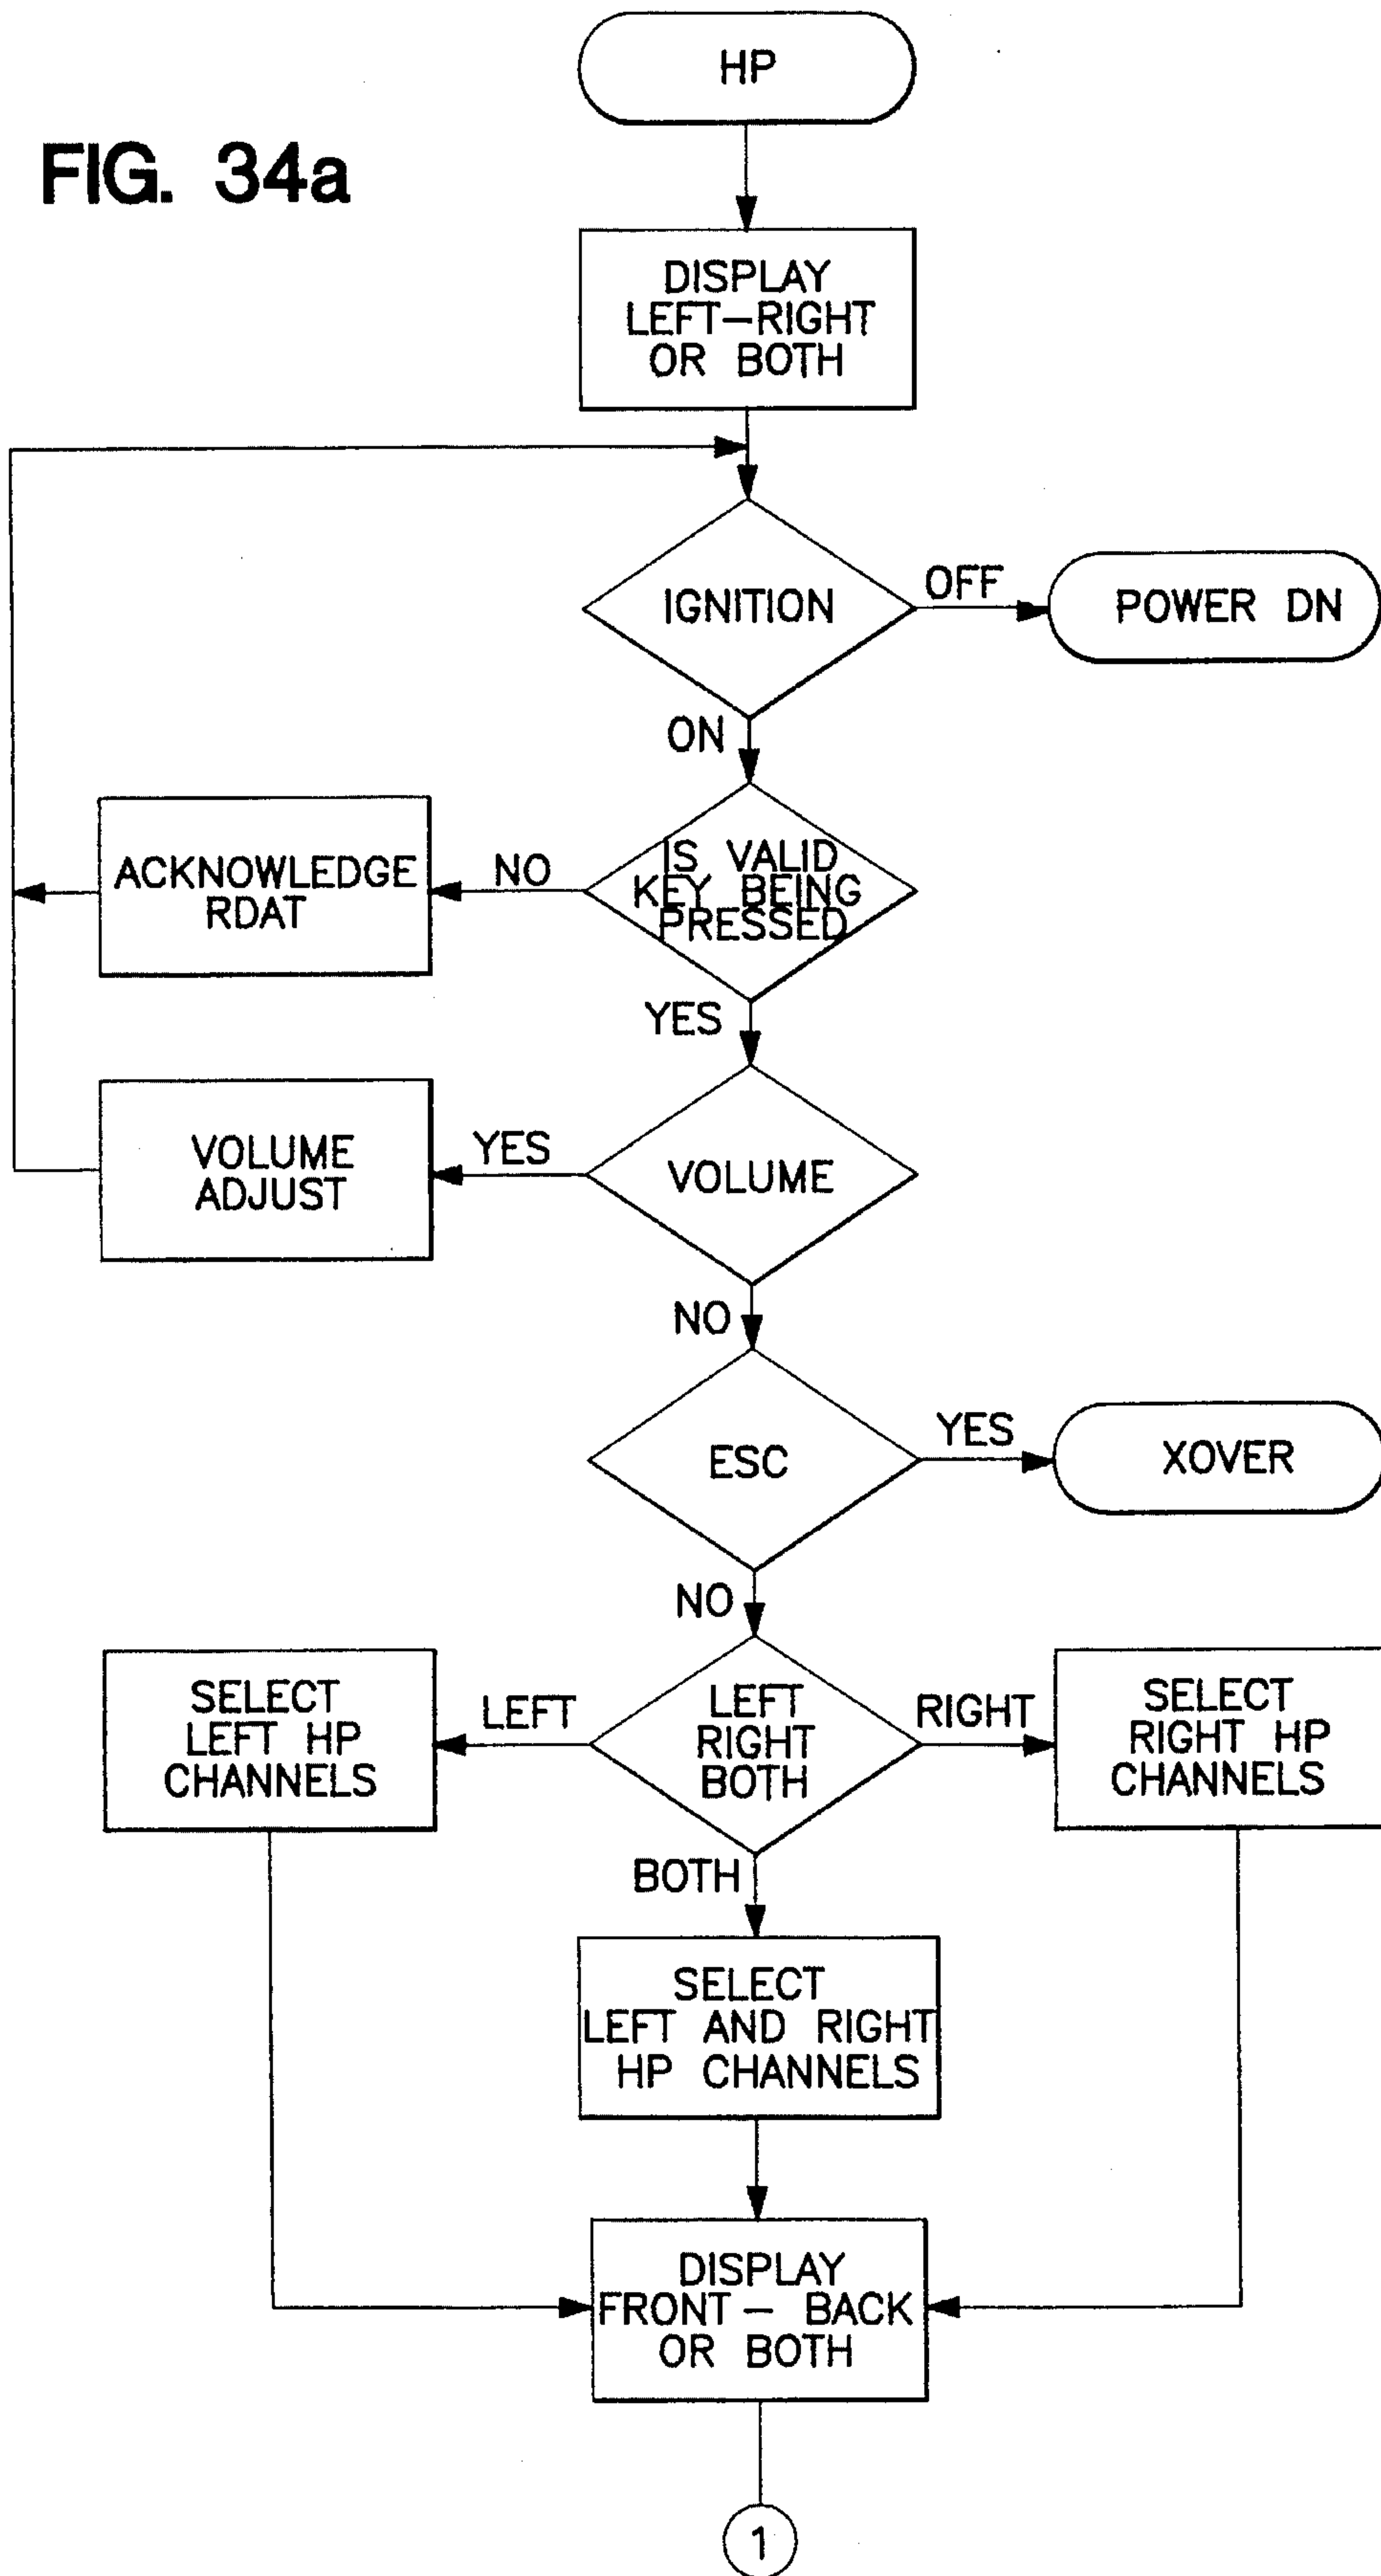 HP
FIG. 34a
DISPLAY
LEFT-RIGHT
OR BOTH
IGNITION
OFF
POWER DN
ON
ACKNOWLEDGE
RDAT
NO
IS VALID
KEY BEING
PRESSED
YES
VOLUME
ADJUST
YES
VOLUME
NO
ESC
YES
XOVER
NO
SELECT
LEFT HP
CHANNELS
LEFT
LEFT
RIGHT
BOTH
RIGHT
SELECT
RIGHT HP
CHANNELS
BOTH
SELECT
LEFT AND RIGHT
HP CHANNELS
DISPLAY
FRONT - BACK
OR BOTH
1